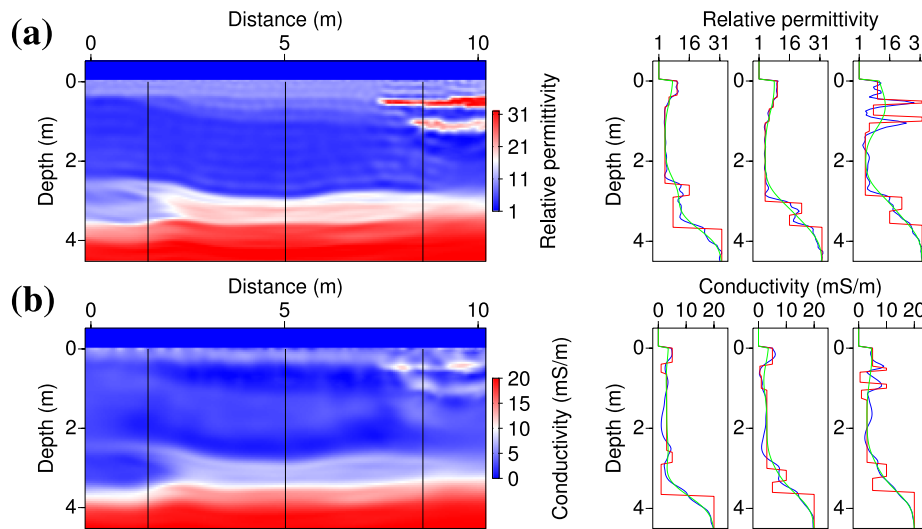 (a)
Distance (m)
0 5 10
Depth (m)
0
2
4
31
21
11
1
Relative permittivity
Relative permittivity
1 16 31 1 16 31 1 16 3
Depth (m) Depth (m) Depth (m)
0 0 0
2 2 2
4 4 4
(b)
Distance (m)
0 5 10
Depth (m)
0
2
4
20
15
10
5
0
Conductivity (mS/m)
Conductivity (mS/m)
0 10 20 0 10 20 0 10 20
Depth (m) Depth (m) Depth (m)
0 0 0
2 2 2
4 4 4